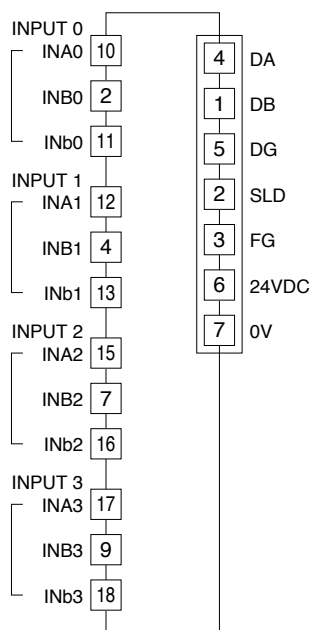 INPUT 0
INA0 10
INB0 2
INb0 11
INPUT 1
INA1 12
INB1 4
INb1 13
INPUT 2
INA2 15
INB2 7
INb2 16
INPUT 3
INA3 17
INB3 9
INb3 18
4 DA
1 DB
5 DG
2 SLD
3 FG
6 24VDC
7 0V